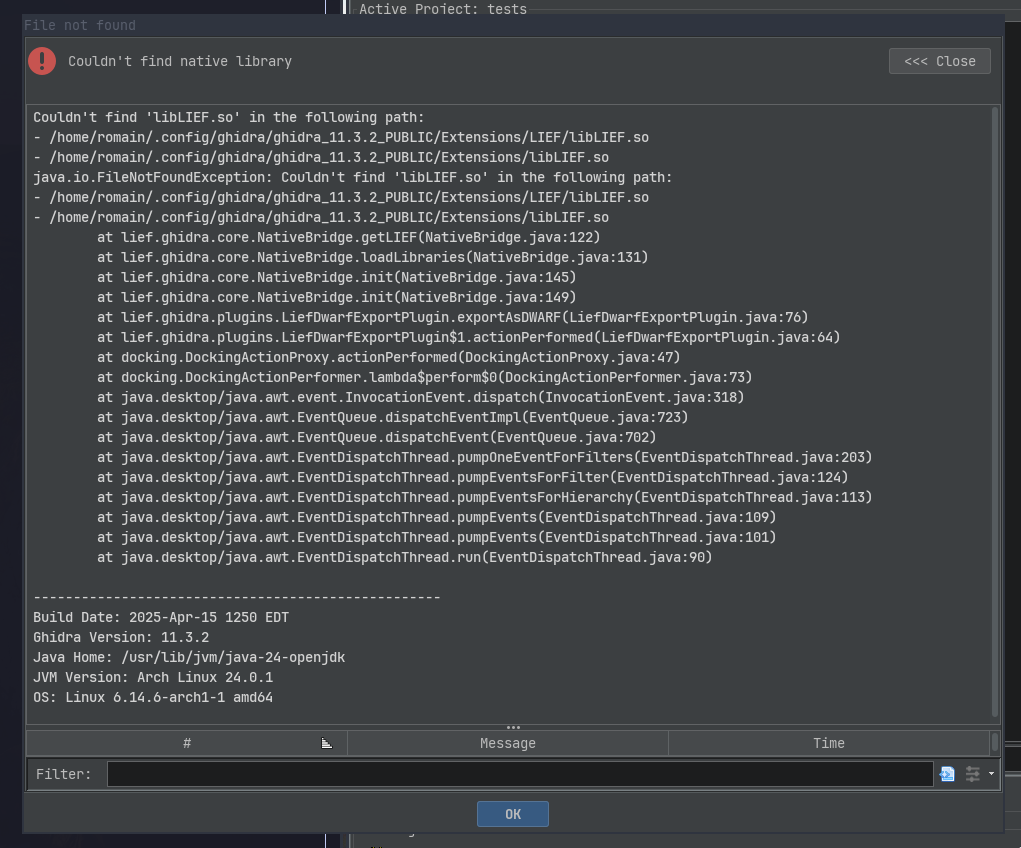 Active Project: tests
File not found
Couldn't find native library
<<< Close
Couldn't find 'libLIEF.so' in the following path:
- /home/romain/.config/ghidra/ghidra_11.3.2_PUBLIC/Extensions/LIEF/libLIEF.so
- /home/romain/.config/ghidra/ghidra_11.3.2_PUBLIC/Extensions/libLIEF.so
java.io.FileNotFoundException: Couldn't find 'libLIEF.so' in the following path:
- /home/romain/.config/ghidra/ghidra_11.3.2_PUBLIC/Extensions/LIEF/libLIEF.so
- /home/romain/.config/ghidra/ghidra_11.3.2_PUBLIC/Extensions/libLIEF.so
at lief.ghidra.core.NativeBridge.getLIEF(NativeBridge.java:122)
at lief.ghidra.core.NativeBridge.loadLibraries(NativeBridge.java:131)
at lief.ghidra.core.NativeBridge.init(NativeBridge.java:145)
at lief.ghidra.core.NativeBridge.init(NativeBridge.java:149)
at lief.ghidra.plugins.LiefDwarfExportPlugin.exportAsDWARF(LiefDwarfExportPlugin.java:76)
at lief.ghidra.plugins.LiefDwarfExportPlugin$1.actionPerformed(LiefDwarfExportPlugin.java:64)
at docking.DockingActionProxy.actionPerformed(DockingActionProxy.java:47)
at docking.DockingActionPerformer.lambda$perform$0(DockingActionPerformer.java:73)
at java.desktop/java.awt.event.InvocationEvent.dispatch(InvocationEvent.java:318)
at java.desktop/java.awt.EventQueue.dispatchEventImpl(EventQueue.java:723)
at java.desktop/java.awt.EventQueue.dispatchEvent(EventQueue.java:702)
at java.desktop/java.awt.EventDispatchThread.pumpOneEventForFilters(EventDispatchThread.java:203)
at java.desktop/java.awt.EventDispatchThread.pumpEventsForFilter(EventDispatchThread.java:124)
at java.desktop/java.awt.EventDispatchThread.pumpEventsForHierarchy(EventDispatchThread.java:113)
at java.desktop/java.awt.EventDispatchThread.pumpEvents(EventDispatchThread.java:109)
at java.desktop/java.awt.EventDispatchThread.pumpEvents(EventDispatchThread.java:101)
at java.desktop/java.awt.EventDispatchThread.run(EventDispatchThread.java:90)
---------------------------------------------------
Build Date: 2025-Apr-15 1250 EDT
Ghidra Version: 11.3.2
Java Home: /usr/lib/jvm/java-24-openjdk
JVM Version: Arch Linux 24.0.1
OS: Linux 6.14.6-arch1-1 amd64
# Message Time
Filter:
OK